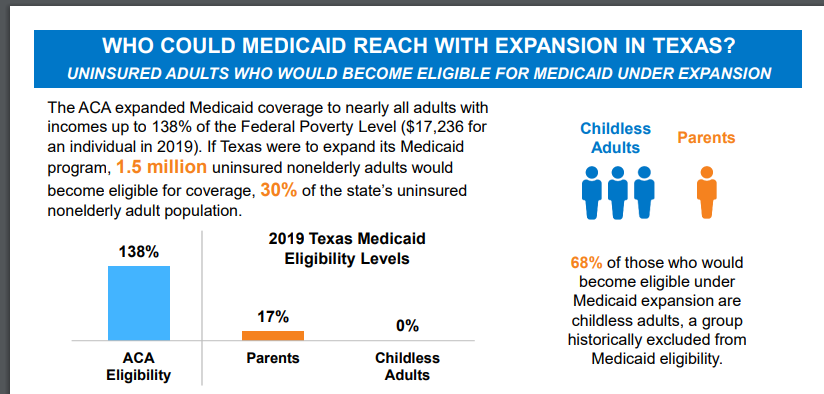 WHO COULD MEDICAID REACH WITH EXPANSION IN TEXAS?
UNINSURED ADULTS WHO WOULD BECOME ELIGIBLE FOR MEDICAID UNDER EXPANSION
The ACA expanded Medicaid coverage to nearly all adults with
incomes up to 138% of the Federal Poverty Level ($17,236 for
an individual in 2019). If Texas were to expand its Medicaid
program, 1.5 million uninsured nonelderly adults would
become eligible for coverage, 30% of the state's uninsured
nonelderly adult population.
2019 Texas Medicaid
Eligibility Levels
138%
17%
0%
ACA
Eligibility
Parents
Childless
Adults
Childless
Adults
Parents
68% of those who would
become eligible under
Medicaid expansion are
childless adults, a group
historically excluded from
Medicaid eligibility.